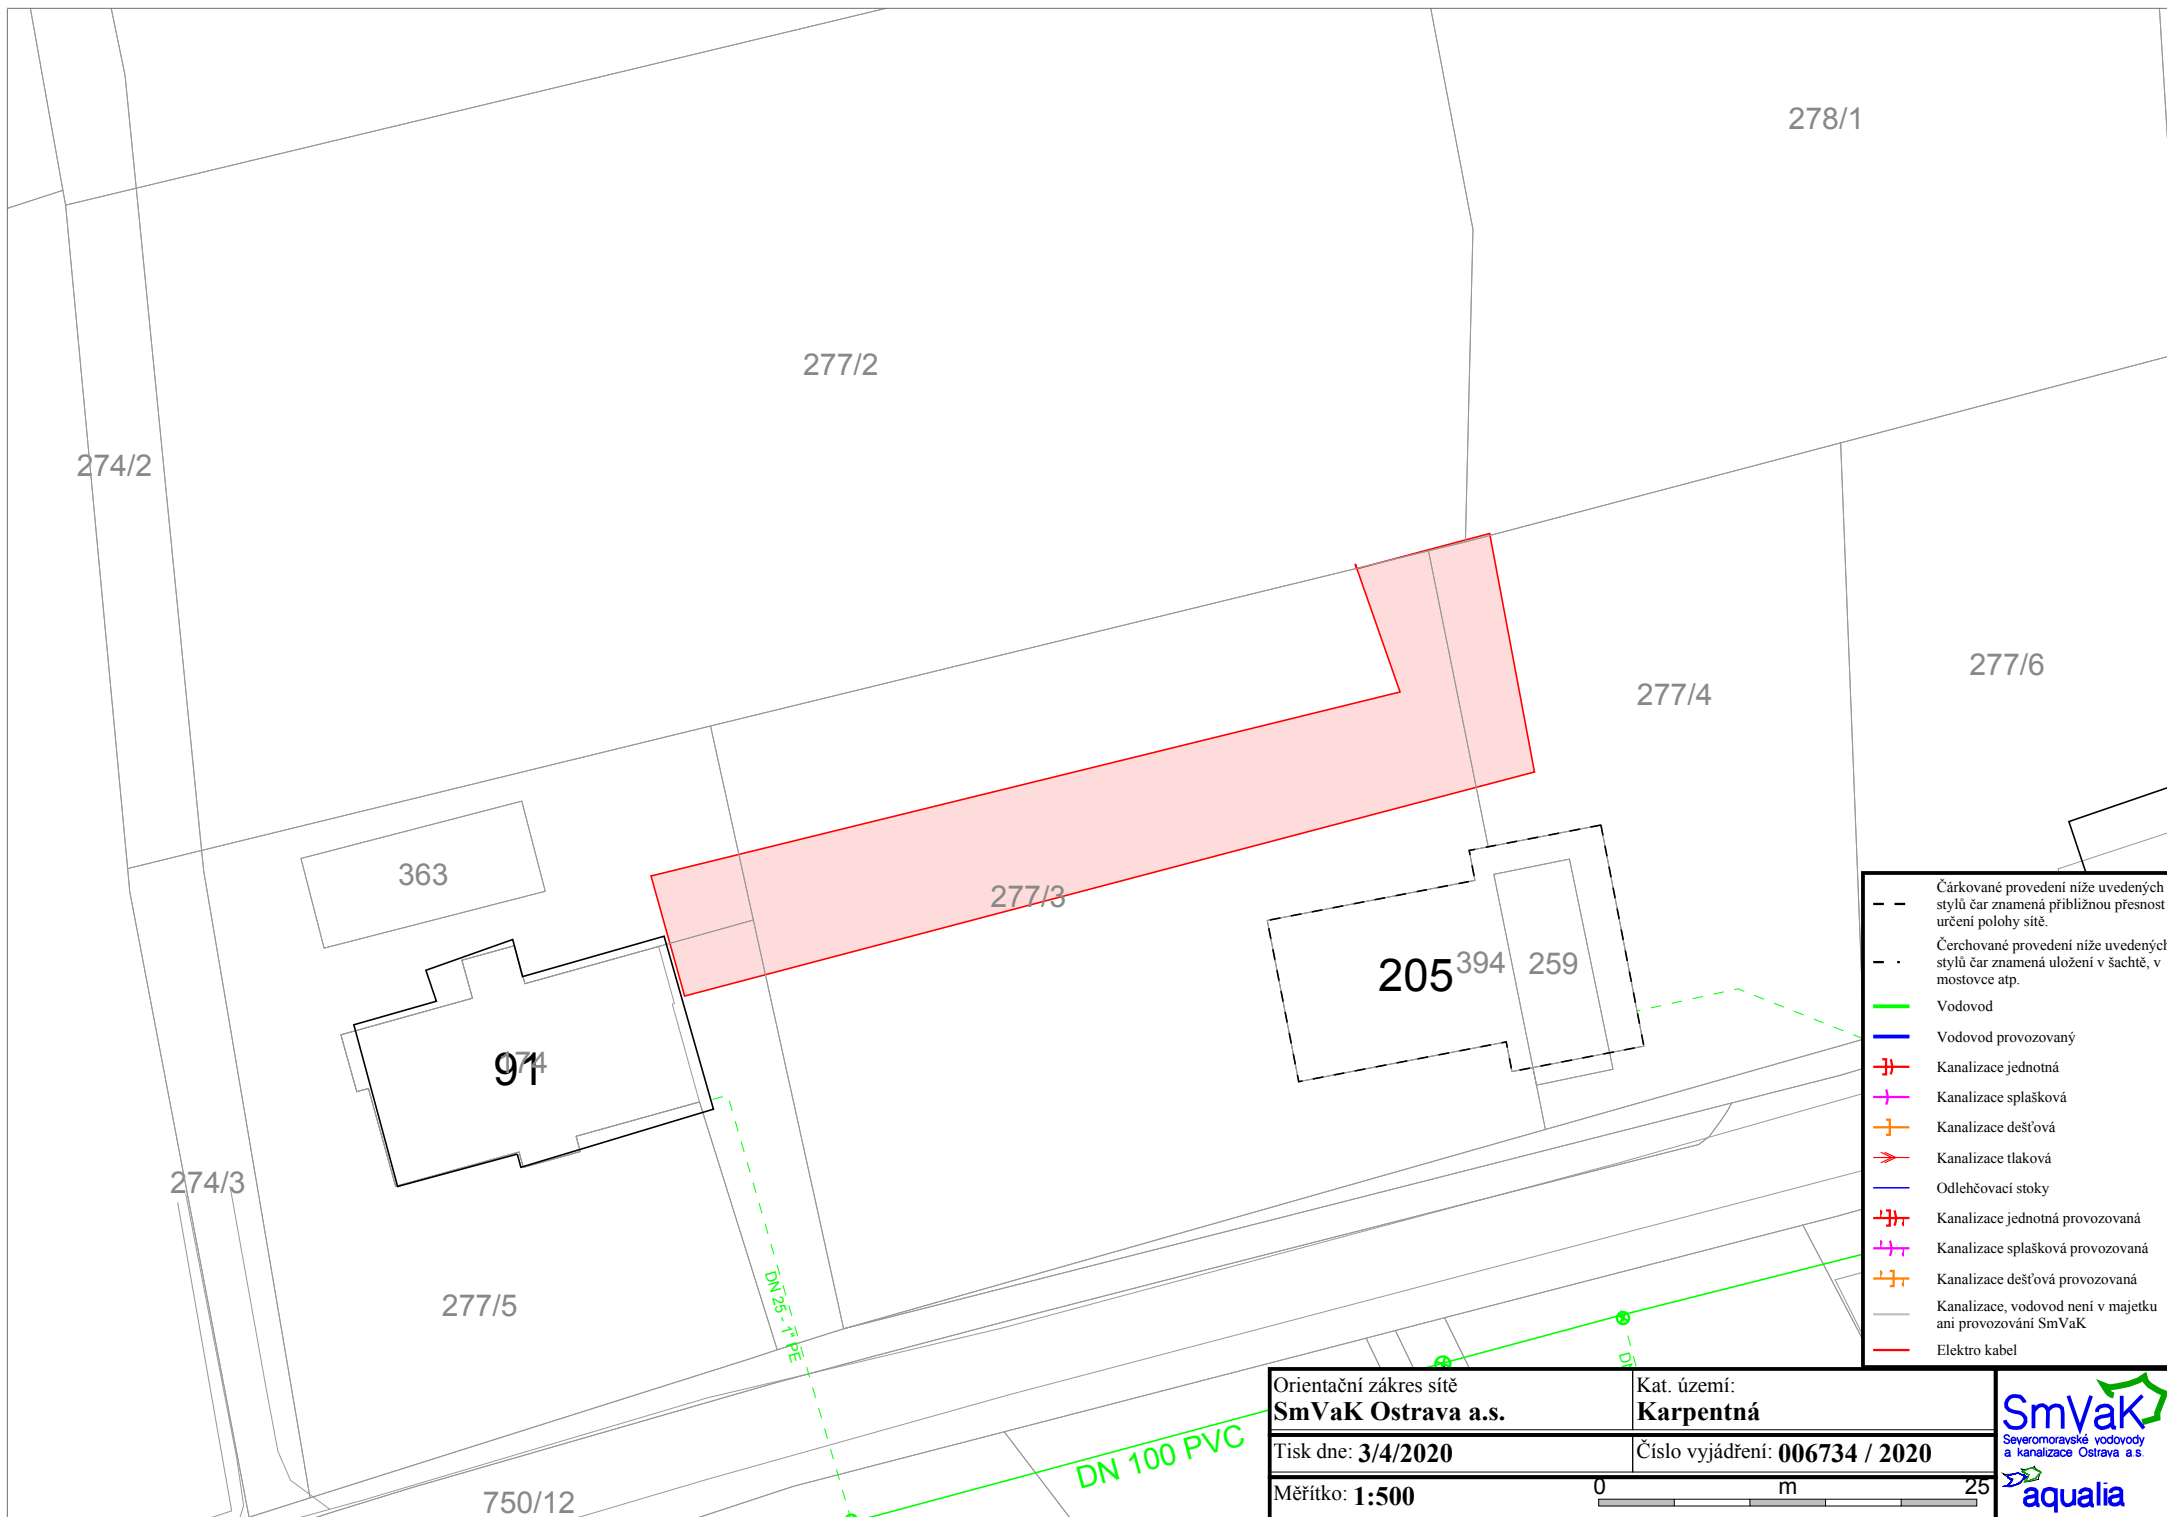 278/1
277/2
274/2
277/6
277/4
363
277/3
205
394
259
91
174
274/3
277/5
DN 25 - 1" PE
DN 100 PVC
750/12
Čárkované provedení níže uvedených
stylů čar znamená přibližnou přesnost
určení polohy sítě.
Čerchované provedení níže uvedených
stylů čar znamená uložení v šachtě, v
mostovce atp.
Vodovod
Vodovod provozovaný
Kanalizace jednotná
Kanalizace splašková
Kanalizace dešťová
Kanalizace tlaková
Odlehčovací stoky
Kanalizace jednotná provozovaná
Kanalizace splašková provozovaná
Kanalizace dešťová provozovaná
Kanalizace, vodovod není v majetku
ani provozování SmVaK
Elektro kabel
Orientační zákres sítě
SmVaK Ostrava a.s.
Kat. území:
Karpentná
Tisk dne: 3/4/2020
Číslo vyjádření: 006734 / 2020
Měřítko: 1:500
0 m 25
SmVaK
Severomoravské vodovody
a kanalizace Ostrava a.s.
aqualia